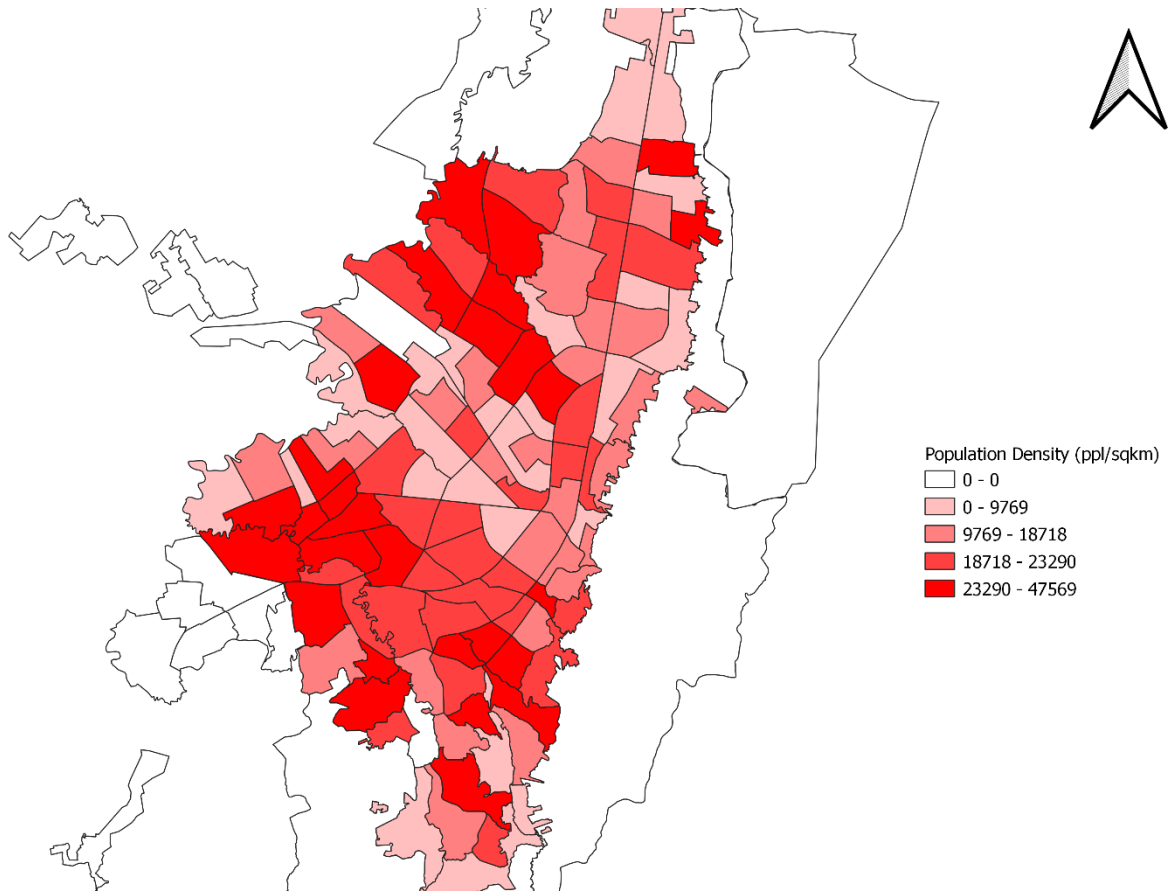 Population Density (ppl/sqkm)
0 - 0
0 - 9769
9769 - 18718
18718 - 23290
23290 - 47569